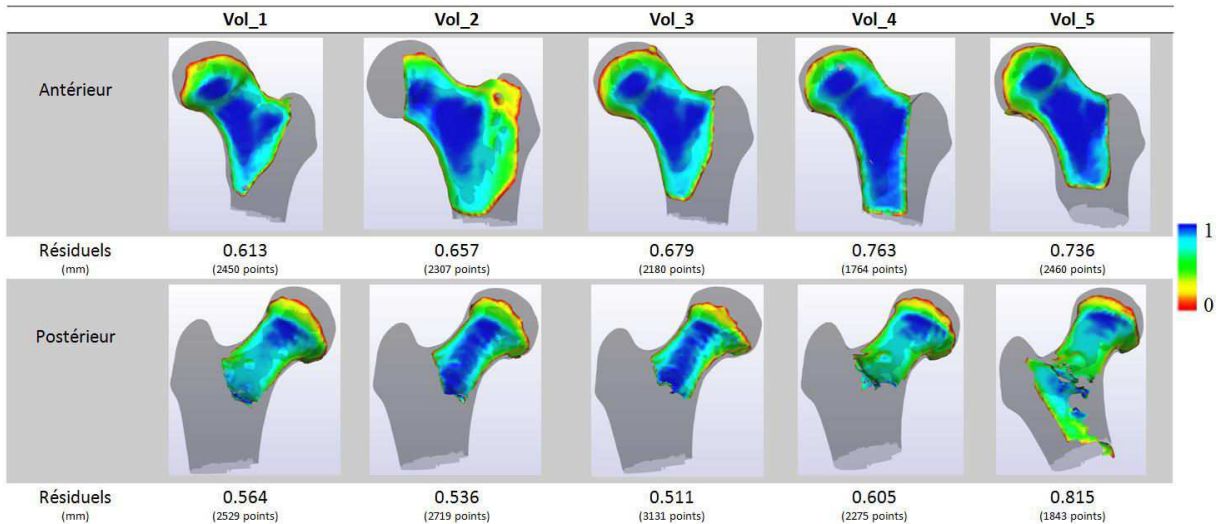 Vol_1 Vol_2 Vol_3 Vol_4 Vol_5
Antérieur
Résiduels 0.613 0.657 0.679 0.763 0.736
(mm) (2450 points) (2307 points) (2180 points) (1764 points) (2460 points)
1
0
Postérieur
Résiduels 0.564 0.536 0.511 0.605 0.815
(mm) (2529 points) (2719 points) (3131 points) (2275 points) (1843 points)